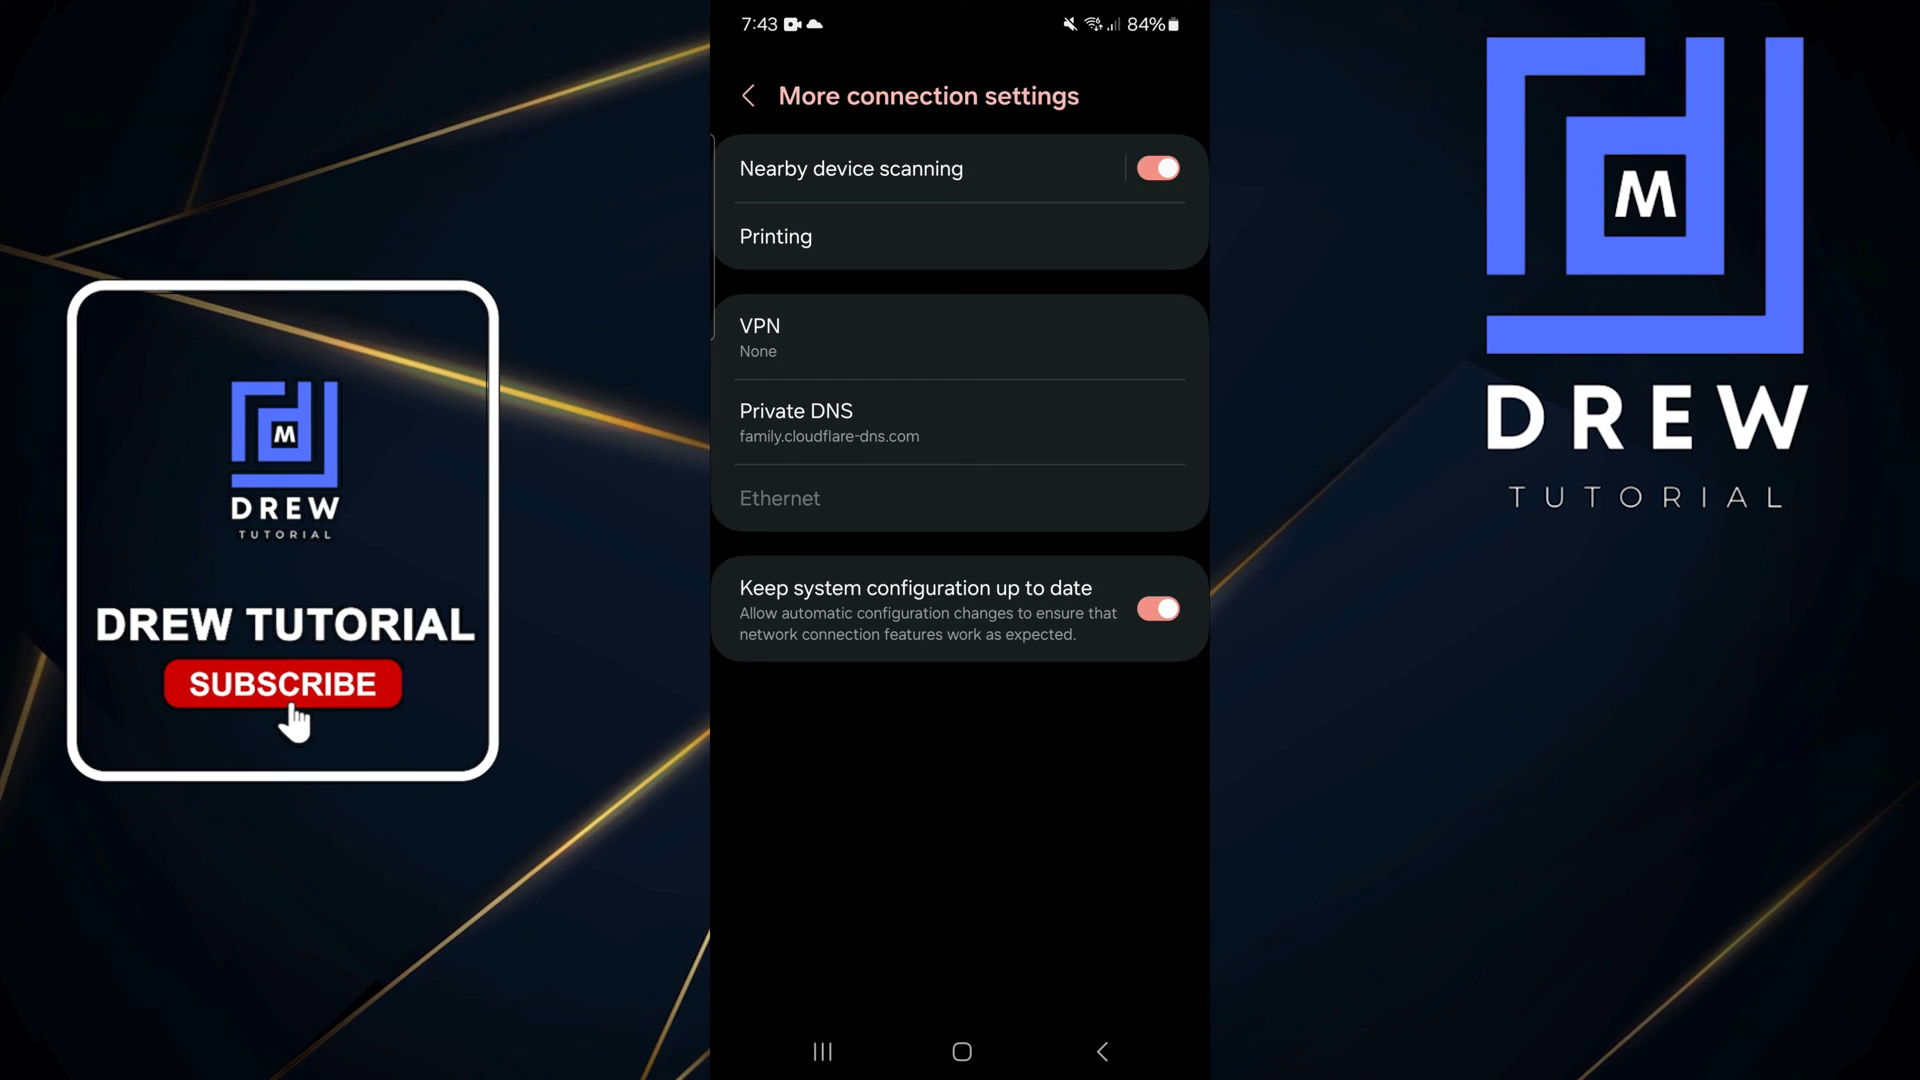 7:43
84%
More connection settings
Nearby device scanning
Printing
VPN
None
Private DNS
family.cloudflare-dns.com
Ethernet
Keep system configuration up to date
Allow automatic configuration changes to ensure that
network connection features work as expected.
M
DREW
TUTORIAL
DREW TUTORIAL
SUBSCRIBE
M
DREW
TUTORIAL